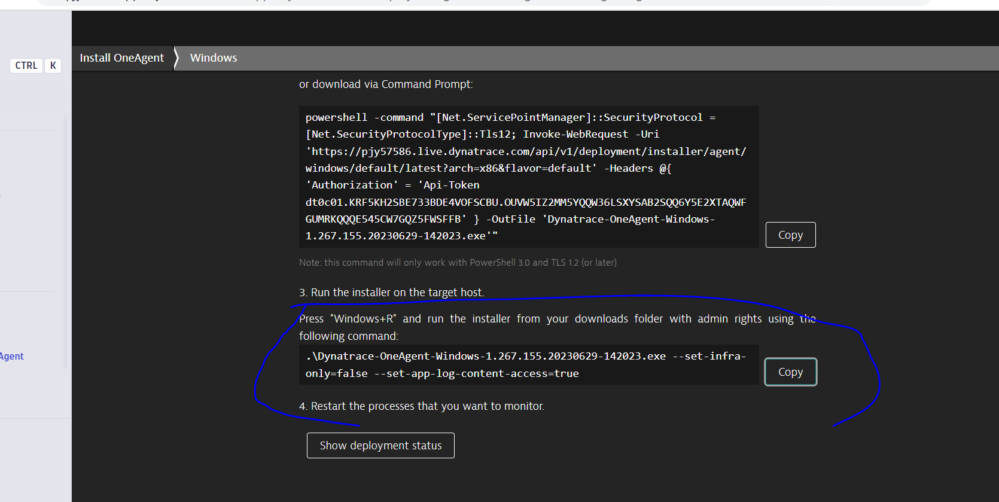 Install OneAgent
Windows
CTRL K
or download via Command Prompt:
powershell -command "[Net.ServicePointManager]::SecurityProtocol =
[Net.SecurityProtocolType]::Tls12; Invoke-WebRequest -Uri
'https://pjy57586.live.dynatrace.com/api/v1/deployment/installer/agent/
windows/default/latest?arch=x86&flavor=default' -Headers @{
'Authorization' = 'Api-Token
dt0c01.KRF5KH2SBE733BDE4VOFSCBU.OUVW5IZ2MM5YQQW36LSXYSAB2SQQ6Y5E2XTAQWF
GUMRKQQQE545CW7GQZ5FWSFFB' } -OutFile 'Dynatrace-OneAgent-Windows-
1.267.155.20230629-142023.exe'"
Copy
Note: this command will only work with PowerShell 3.0 and TLS 1.2 (or later)
3. Run the installer on the target host.
Press "Windows+R" and run the installer from your downloads folder with admin rights using the
following command:
.\Dynatrace-OneAgent-Windows-1.267.155.20230629-142023.exe --set-infra-
only=false --set-app-log-content-access=true
Copy
Agent
4. Restart the processes that you want to monitor.
Show deployment status